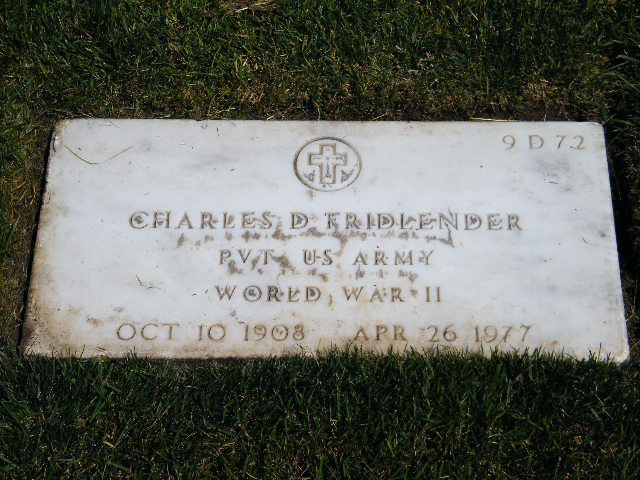 9 D 72
CHARLES D FRIDLENDER
PVT US ARMY
WORLD WAR II
OCT 10 1908 APR 26 1977